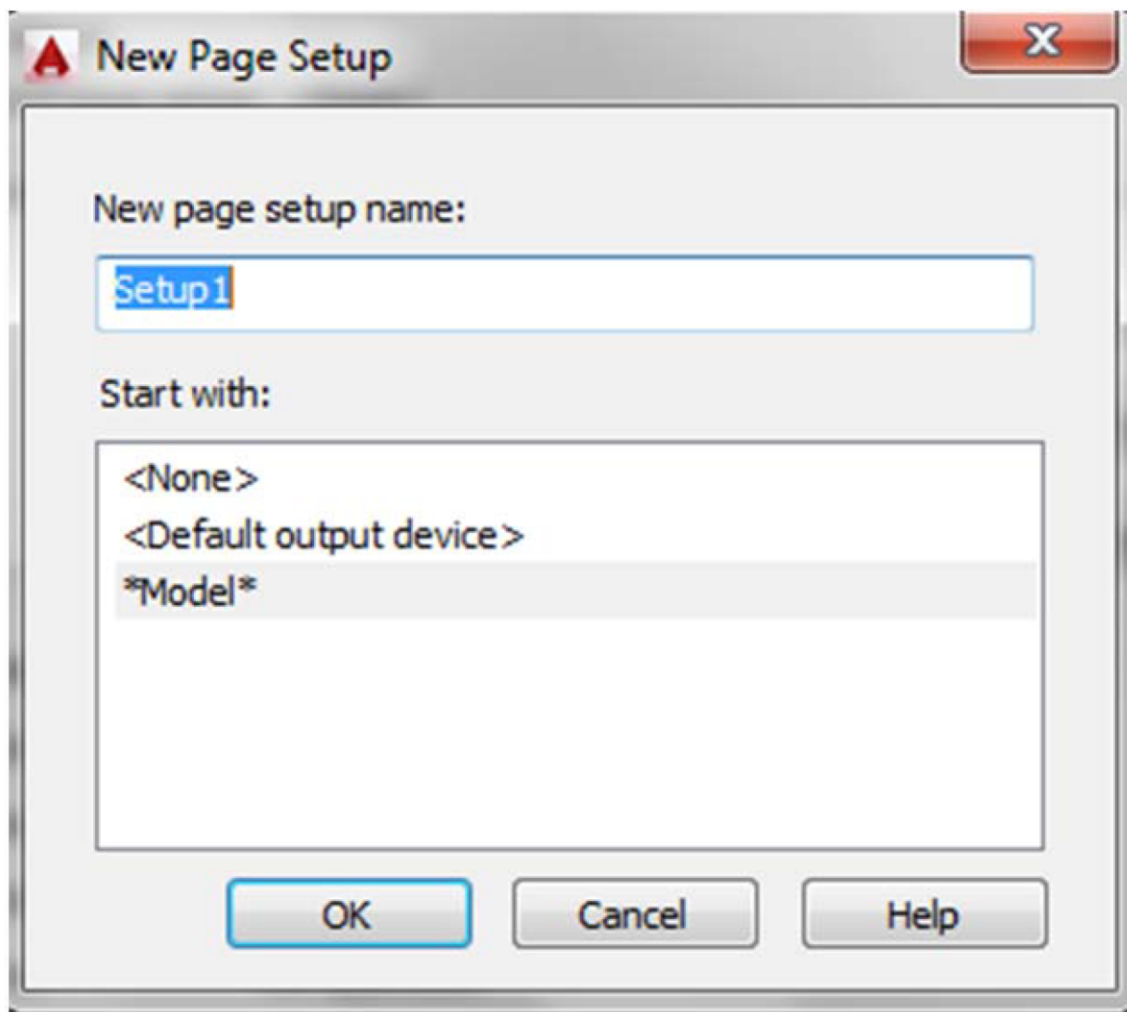 New Page Setup
New page setup name:
Setup1
Start with:
<None>
<Default output device>
*Model*
OK Cancel Help